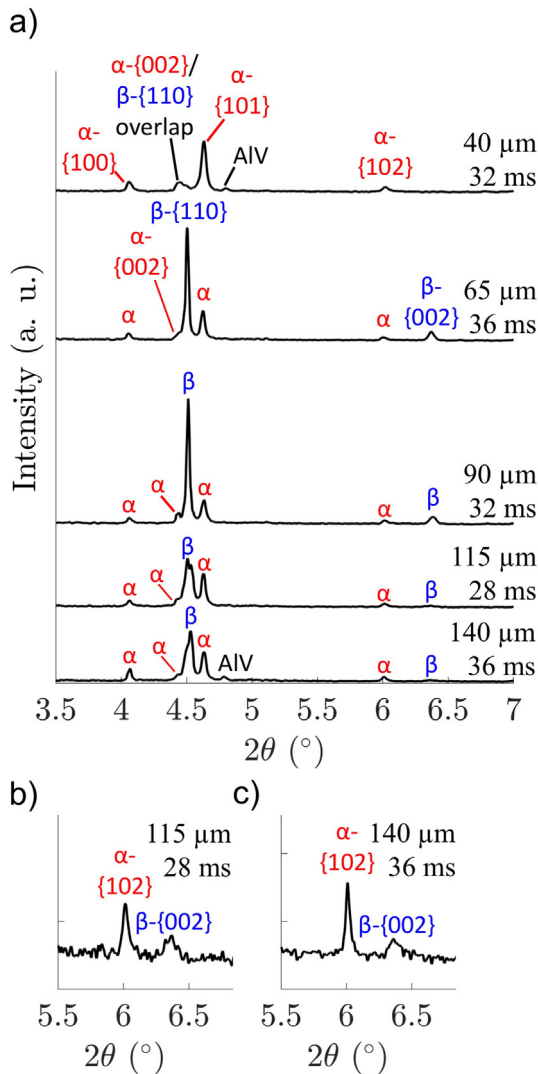 a)
α-{002}/
β-{110}
overlap
α-
{101}
α-
{100}
AlV
α-
{102}
40 µm
32 ms
β-{110}
α-
{002}
α
α
α
β-
{002}
65 µm
36 ms
β
α
α
α
α
β
90 µm
32 ms
β
α
α
α
α
β
115 µm
28 ms
β
α
α
α
AlV
α
β
140 µm
36 ms
Intensity (a. u.)
3.5 4 4.5 5 5.5 6 6.5 7
2θ (°)
b)
115 µm
28 ms
α-
{102}
β-{002}
5.5 6 6.5
2θ (°)
c)
140 µm
36 ms
α-
{102}
β-{002}
5.5 6 6.5
2θ (°)